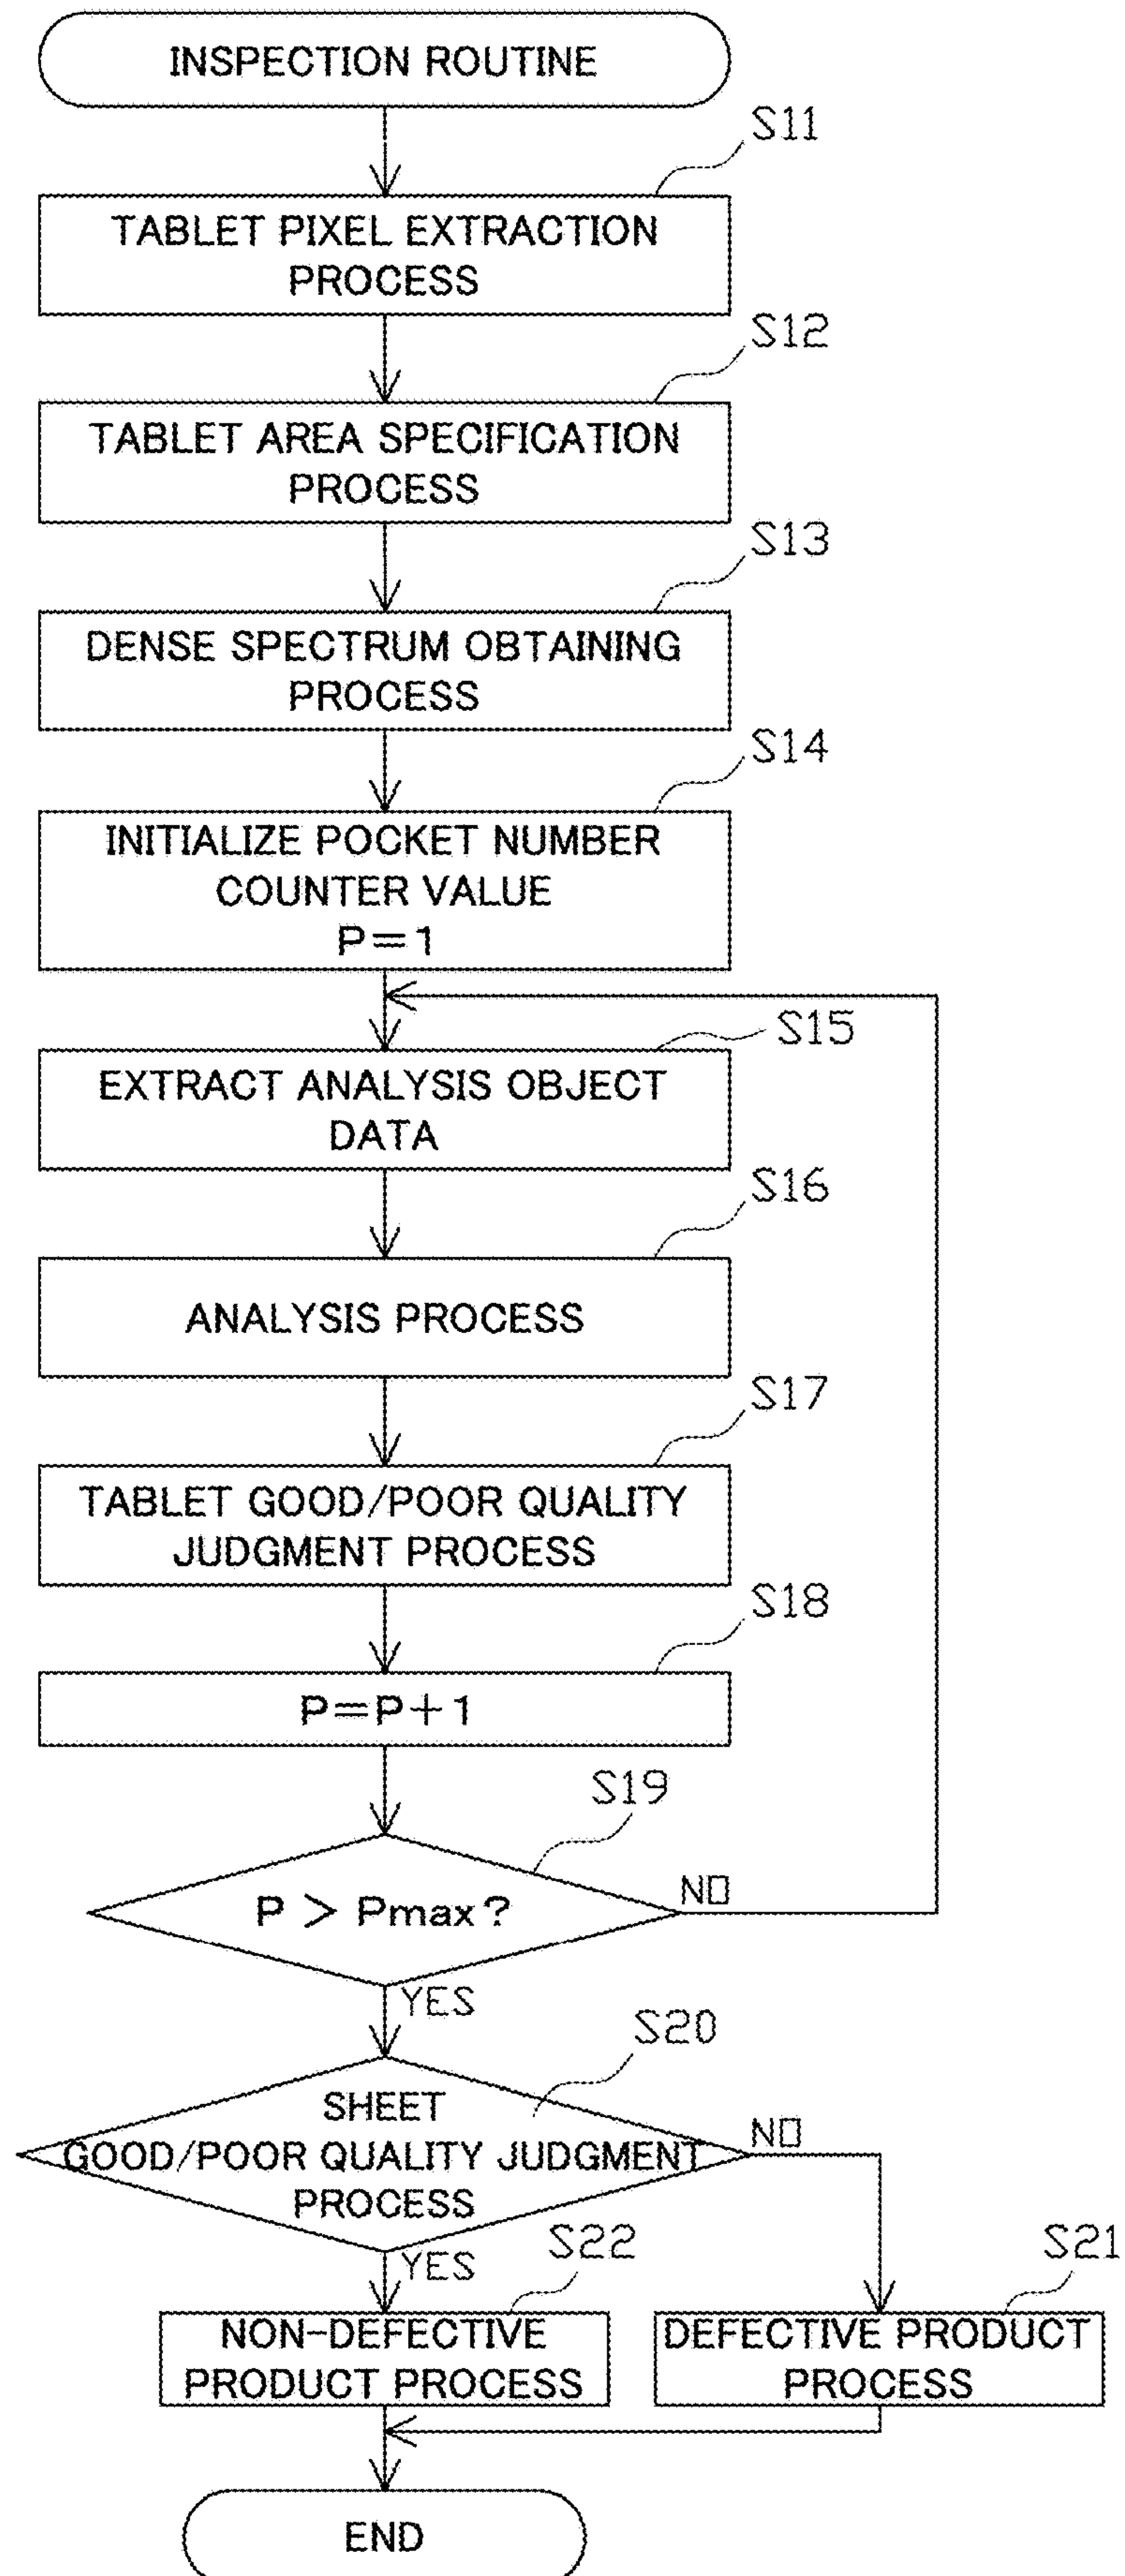 INSPECTION ROUTINE
S11
TABLET PIXEL EXTRACTION
PROCESS
S12
TABLET AREA SPECIFICATION
PROCESS
S13
DENSE SPECTRUM OBTAINING
PROCESS
S14
INITIALIZE POCKET NUMBER
COUNTER VALUE
P=1
S15
EXTRACT ANALYSIS OBJECT
DATA
S16
ANALYSIS PROCESS
S17
TABLET GOOD/POOR QUALITY
JUDGMENT PROCESS
S18
P=P+1
S19
P > Pmax?
NO
YES
S20
SHEET
GOOD/POOR QUALITY JUDGMENT
PROCESS
NO
YES
S22
S21
NON-DEFECTIVE
PRODUCT PROCESS
DEFECTIVE PRODUCT
PROCESS
END